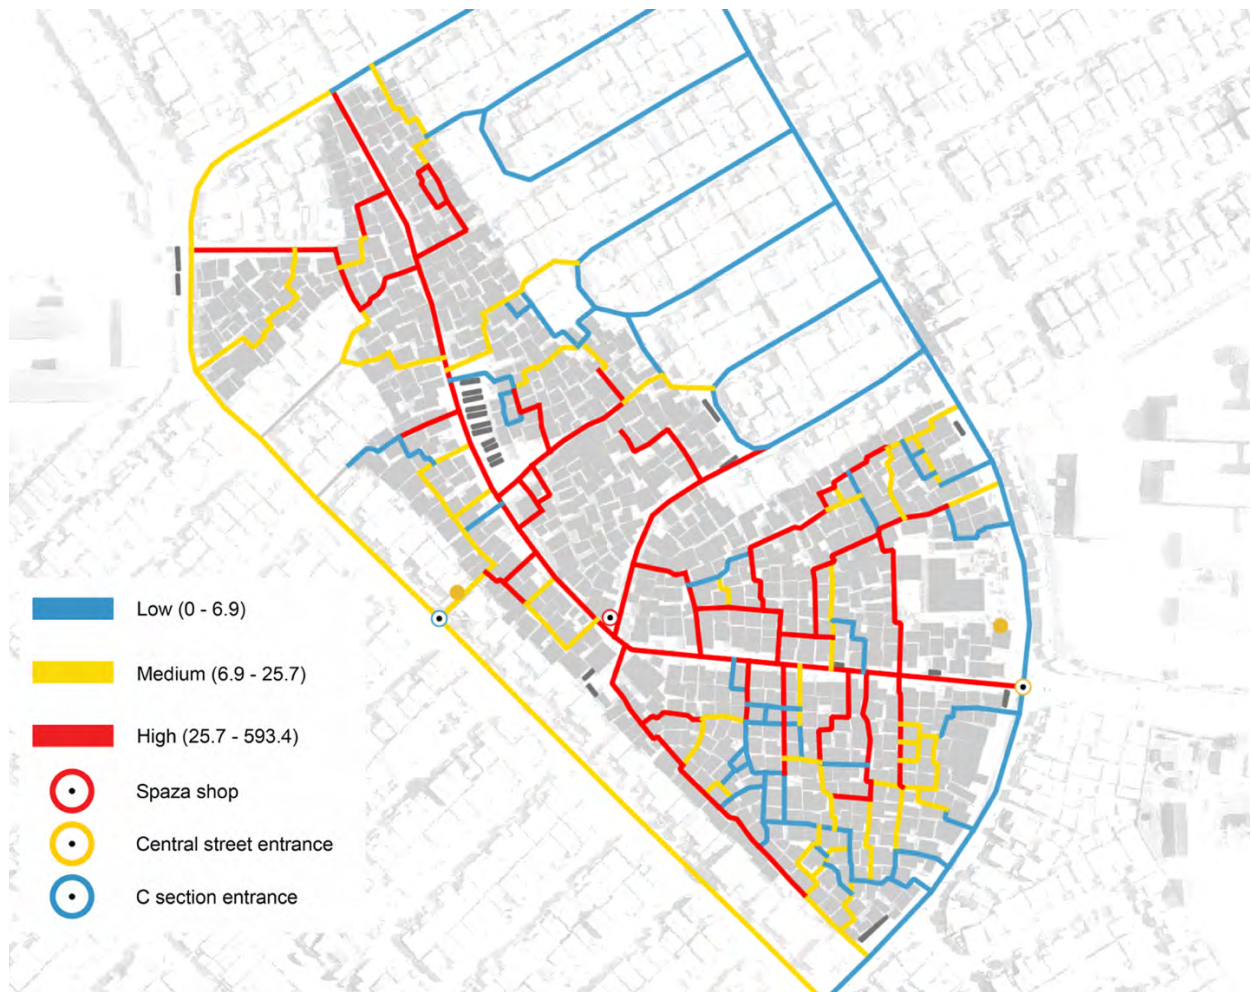 Low (0 - 6.9)
Medium (6.9 - 25.7)
High (25.7 - 593.4)
Spaza shop
Central street entrance
C section entrance